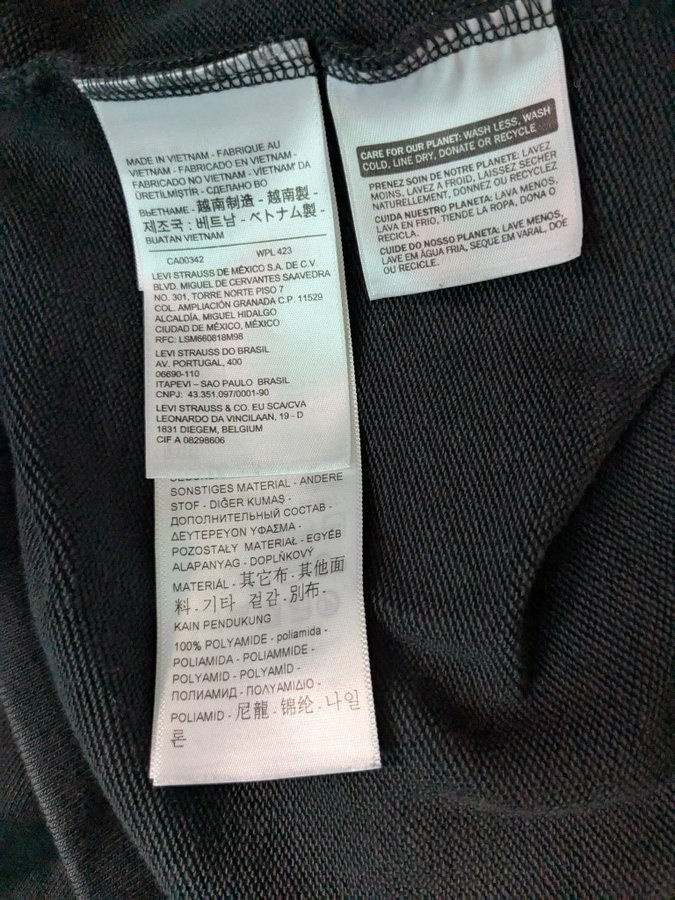 MADE IN VIETNAM - FABRIQUE AU
VIETNAM - FABRICADO EN VIETNAM -
FABRICADO NO VIETNAM - VİETNAM' DA
ÜRETİLMİŞTİR - СДЕЛАНО ВО
ВЬЕТНАМЕ - 越南制造 - 越南製 -
제조국 : 베트남 - ベトナム製 -
BUATAN VIETNAM
CA00342 WPL 423
LEVI STRAUSS DE MÉXICO S.A. DE C.V.
BLVD. MIGUEL DE CERVANTES SAAVEDRA
NO. 301, TORRE NORTE PISO 7
COL. AMPLIACIÓN GRANADA C.P. 11529
ALCALDÍA. MIGUEL HIDALGO
CIUDAD DE MÉXICO, MÉXICO
RFC: LSM660818M98
LEVI STRAUSS DO BRASIL
AV. PORTUGAL, 400
06690-110
ITAPEVI – SAO PAULO BRASIL
CNPJ: 43.351.097/0001-90
LEVI STRAUSS & CO. EU SCA/CVA
LEONARDO DA VINCILAAN, 19 - D
1831 DIEGEM, BELGIUM
CIF A 08298606
SONSTIGES MATERIAL - ANDERE
STOF - DIĞER KUMAŞ -
ДОПОЛНИТЕЛЬНЫЙ СОСТАВ -
ΔΕΥΤΕΡΕΥΟΝ ΥΦΑΣΜΑ -
POZOSTAŁY MATERIAŁ - EGYÉB
ALAPANYAG - DOPLŇKOVÝ
MATERIÁL - 其它布 - 其他面
料 - 기타 겉감 - 別布 -
KAIN PENDUKUNG
100% POLYAMIDE - poliamida -
POLIAMIDA - POLIAMMIDE -
POLYAMID - POLYAMİD -
ПОЛИАМИД - ΠΟΛΥΑΜΙΔΙΟ -
POLIAMID - 尼龍 - 锦纶 - 나일
론
CARE FOR OUR PLANET: WASH LESS, WASH
COLD, LINE DRY, DONATE OR RECYCLE
PRENEZ SOIN DE NOTRE PLANETE: LAVEZ
MOINS, LAVEZ A FROID, LAISSEZ SECHER
NATURELLEMENT, DONNEZ OU RECYCLEZ
CUIDA NUESTRO PLANETA: LAVA MENOS,
LAVA EN FRIO, TIENDE LA ROPA, DONA O
RECICLA.
CUIDE DO NOSSO PLANETA: LAVE MENOS,
LAVE EM ÁGUA FRIA, SEQUE EM VARAL, DOE
OU RECICLE.